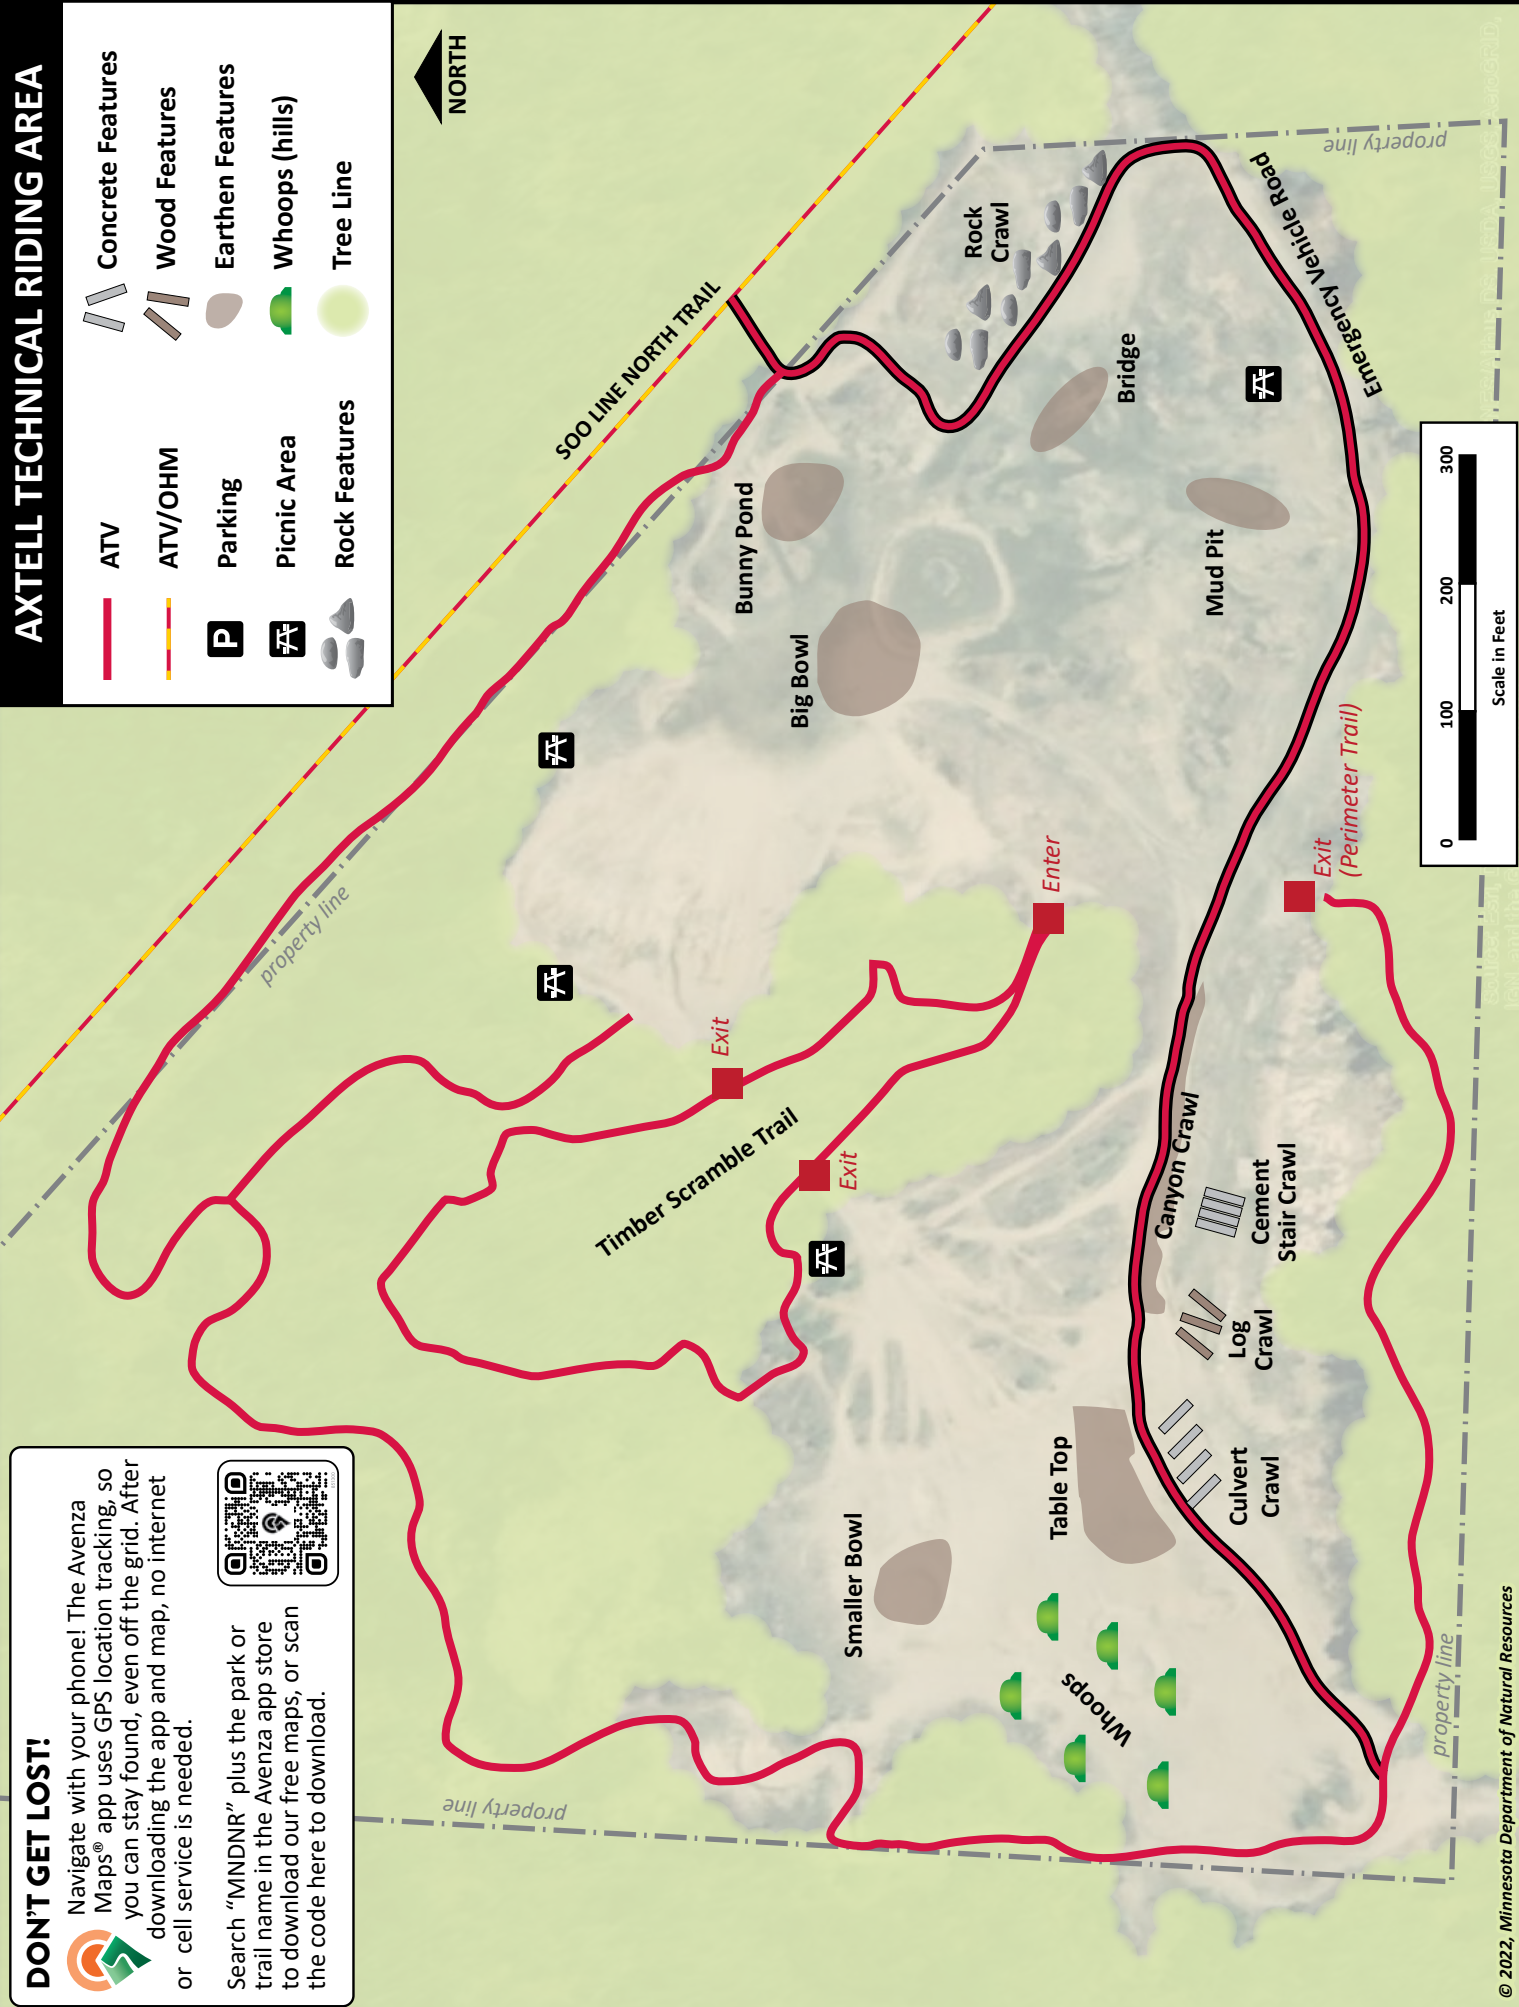 AXTELL TECHNICAL RIDING AREA
ATV
ATV/OHM
Parking
Picnic Area
Rock Features
Concrete Features
Wood Features
Earthen Features
Whoops (hills)
Tree Line
P
NORTH
DON'T GET LOST!
Navigate with your phone! The Avenza
Maps® app uses GPS location tracking, so
you can stay found, even off the grid. After
downloading the app and map, no internet
or cell service is needed.
Search “MNDNR” plus the park or
trail name in the Avenza app store
to download our free maps, or scan
the code here to download.
SOO LINE NORTH TRAIL
property line
property line
property line
property line
Rock
Crawl
Bridge
Emergency Vehicle Road
Bunny Pond
Big Bowl
Mud Pit
Enter
Exit
(Perimeter Trail)
Exit
Exit
Timber Scramble Trail
Canyon Crawl
Cement
Stair Crawl
Log
Crawl
Culvert
Crawl
Table Top
Smaller Bowl
Whoops
0 100 200 300
Scale in Feet
© 2022, Minnesota Department of Natural Resources